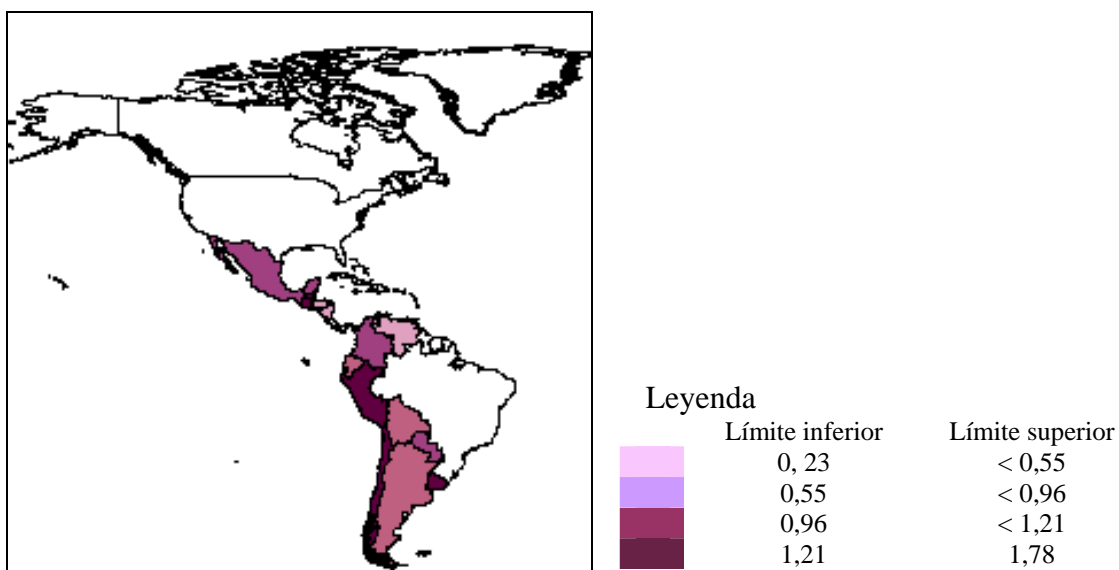 Leyenda
Límite inferior Límite superior
0, 23 < 0,55
0,55 < 0,96
0,96 < 1,21
1,21 1,78